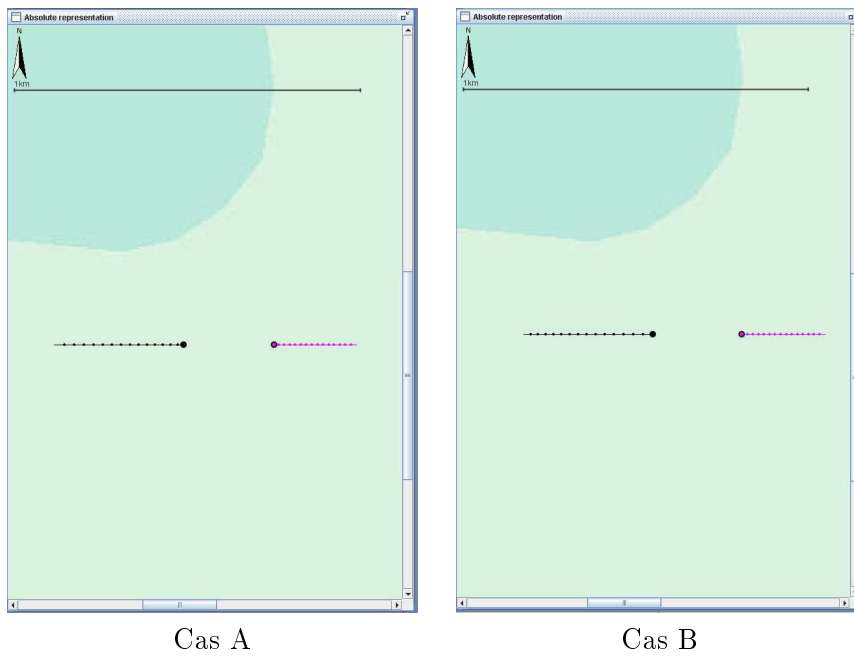 Absolute representation
N
1km
Absolute representation
N
1km
Cas A
Cas B